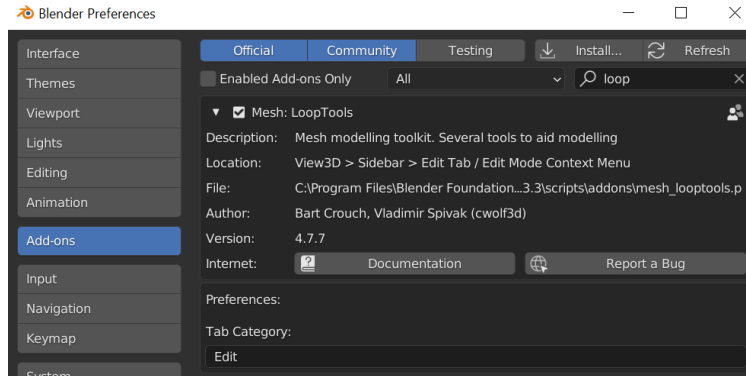 Blender Preferences
Interface
Themes
Viewport
Lights
Editing
Animation
Add-ons
Input
Navigation
Keymap
System
Official Community Testing Install... Refresh
Enabled Add-ons Only All loop
Mesh: LoopTools
Description: Mesh modelling toolkit. Several tools to aid modelling
Location: View3D > Sidebar > Edit Tab / Edit Mode Context Menu
File: C:\Program Files\Blender Foundation...3.3\scripts\addons\mesh_looptools.p
Author: Bart Crouch, Vladimir Spivak (cwolf3d)
Version: 4.7.7
Internet: Documentation Report a Bug
Preferences:
Tab Category:
Edit